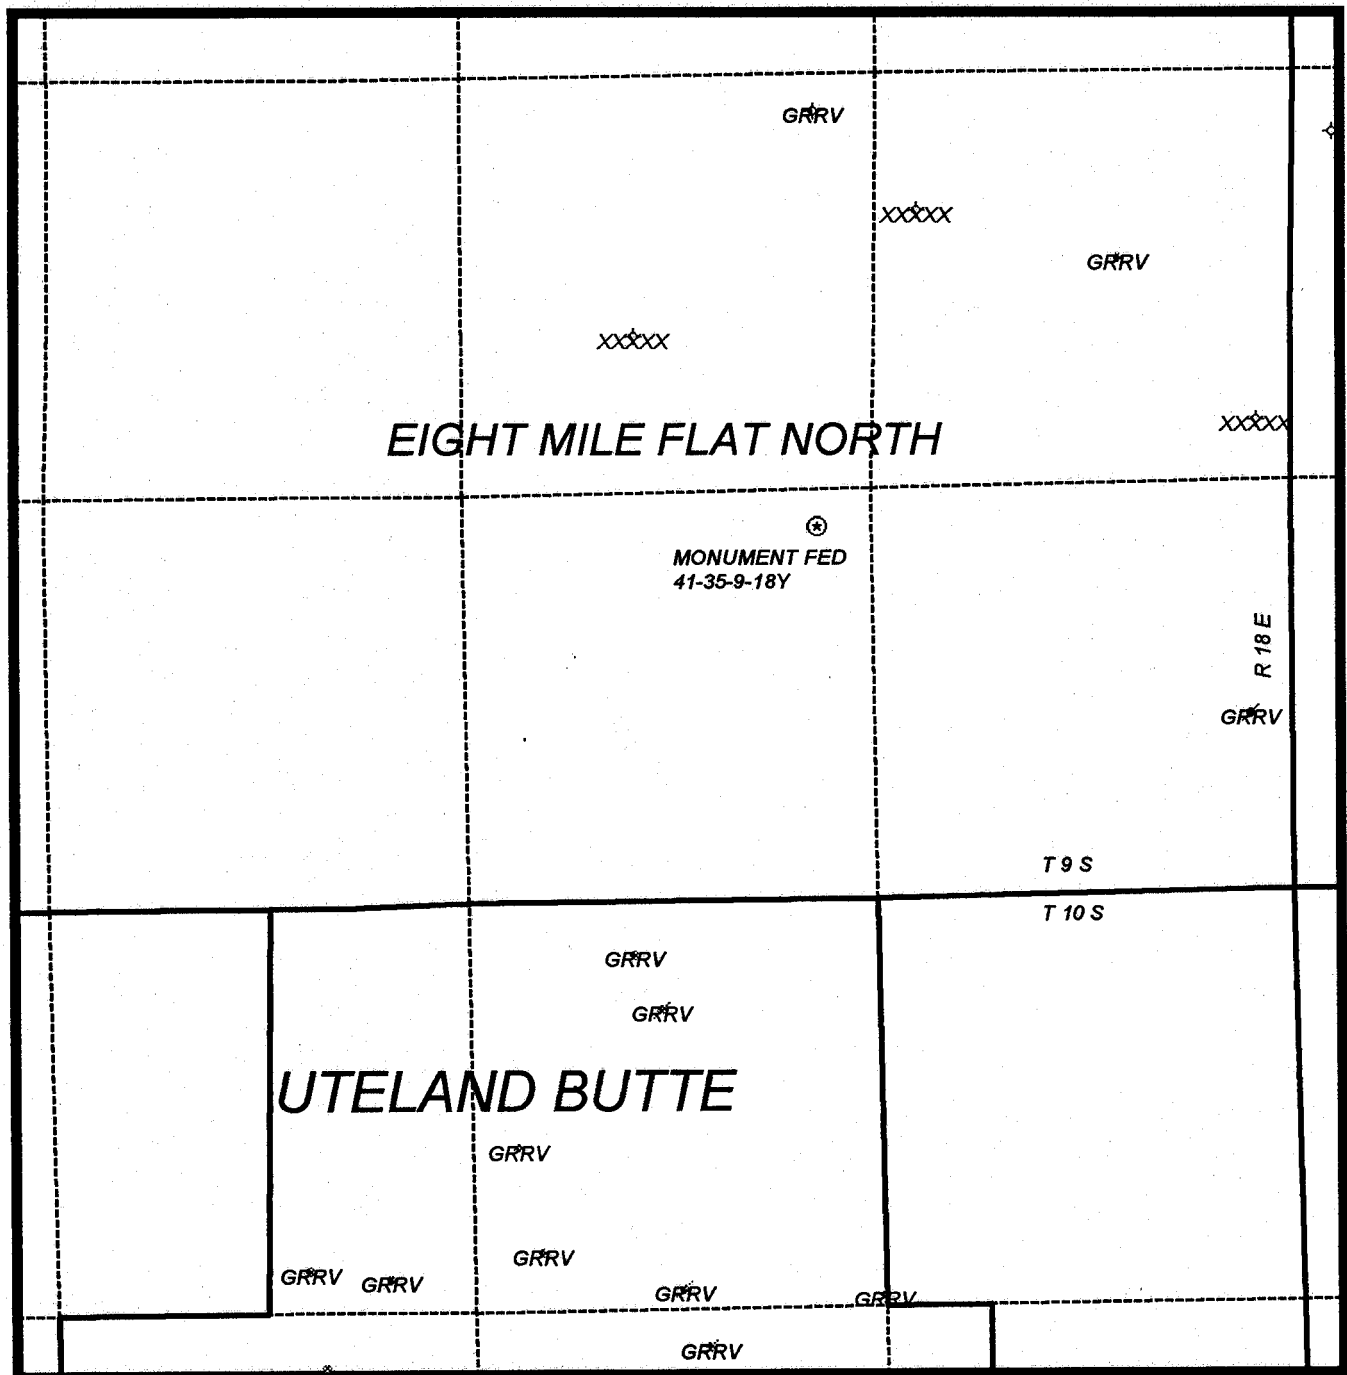 GRRV
XXXXX
GRRV
XXXXX
XXXXX
EIGHT MILE FLAT NORTH
MONUMENT FED
41-35-9-18Y
R 18 E
GRRV
T 9 S
T 10 S
GRRV
GRRV
UTELAND BUTTE
GRRV
GRRV
GRRV
GRRV
GRRV
GRRV
GRRV